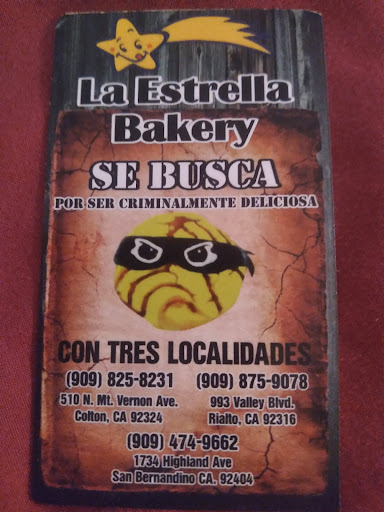 La Estrella
Bakery
SE BUSCA
POR SER CRIMINALMENTE DELICIOSA
CON TRES LOCALIDADES
(909) 825-8231 (909) 875-9078
510 N. Mt. Vernon Ave. 993 Valley Blvd.
Colton, CA 92324 Rialto, CA 92316
(909) 474-9662
1734 Highland Ave
San Bernandino CA. 92404